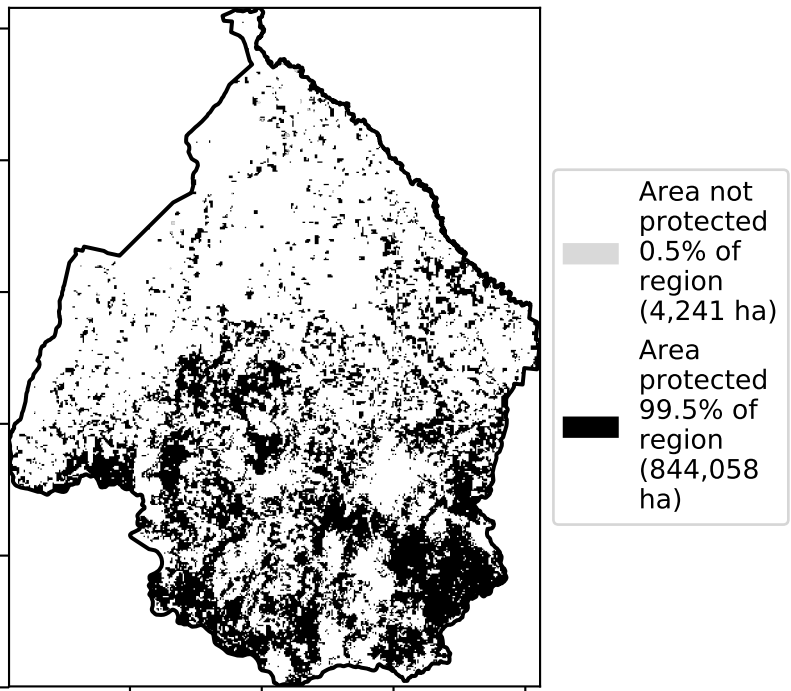 Area not
protected
0.5% of
region
(4,241 ha)
Area
protected
99.5% of
region
(844,058
ha)